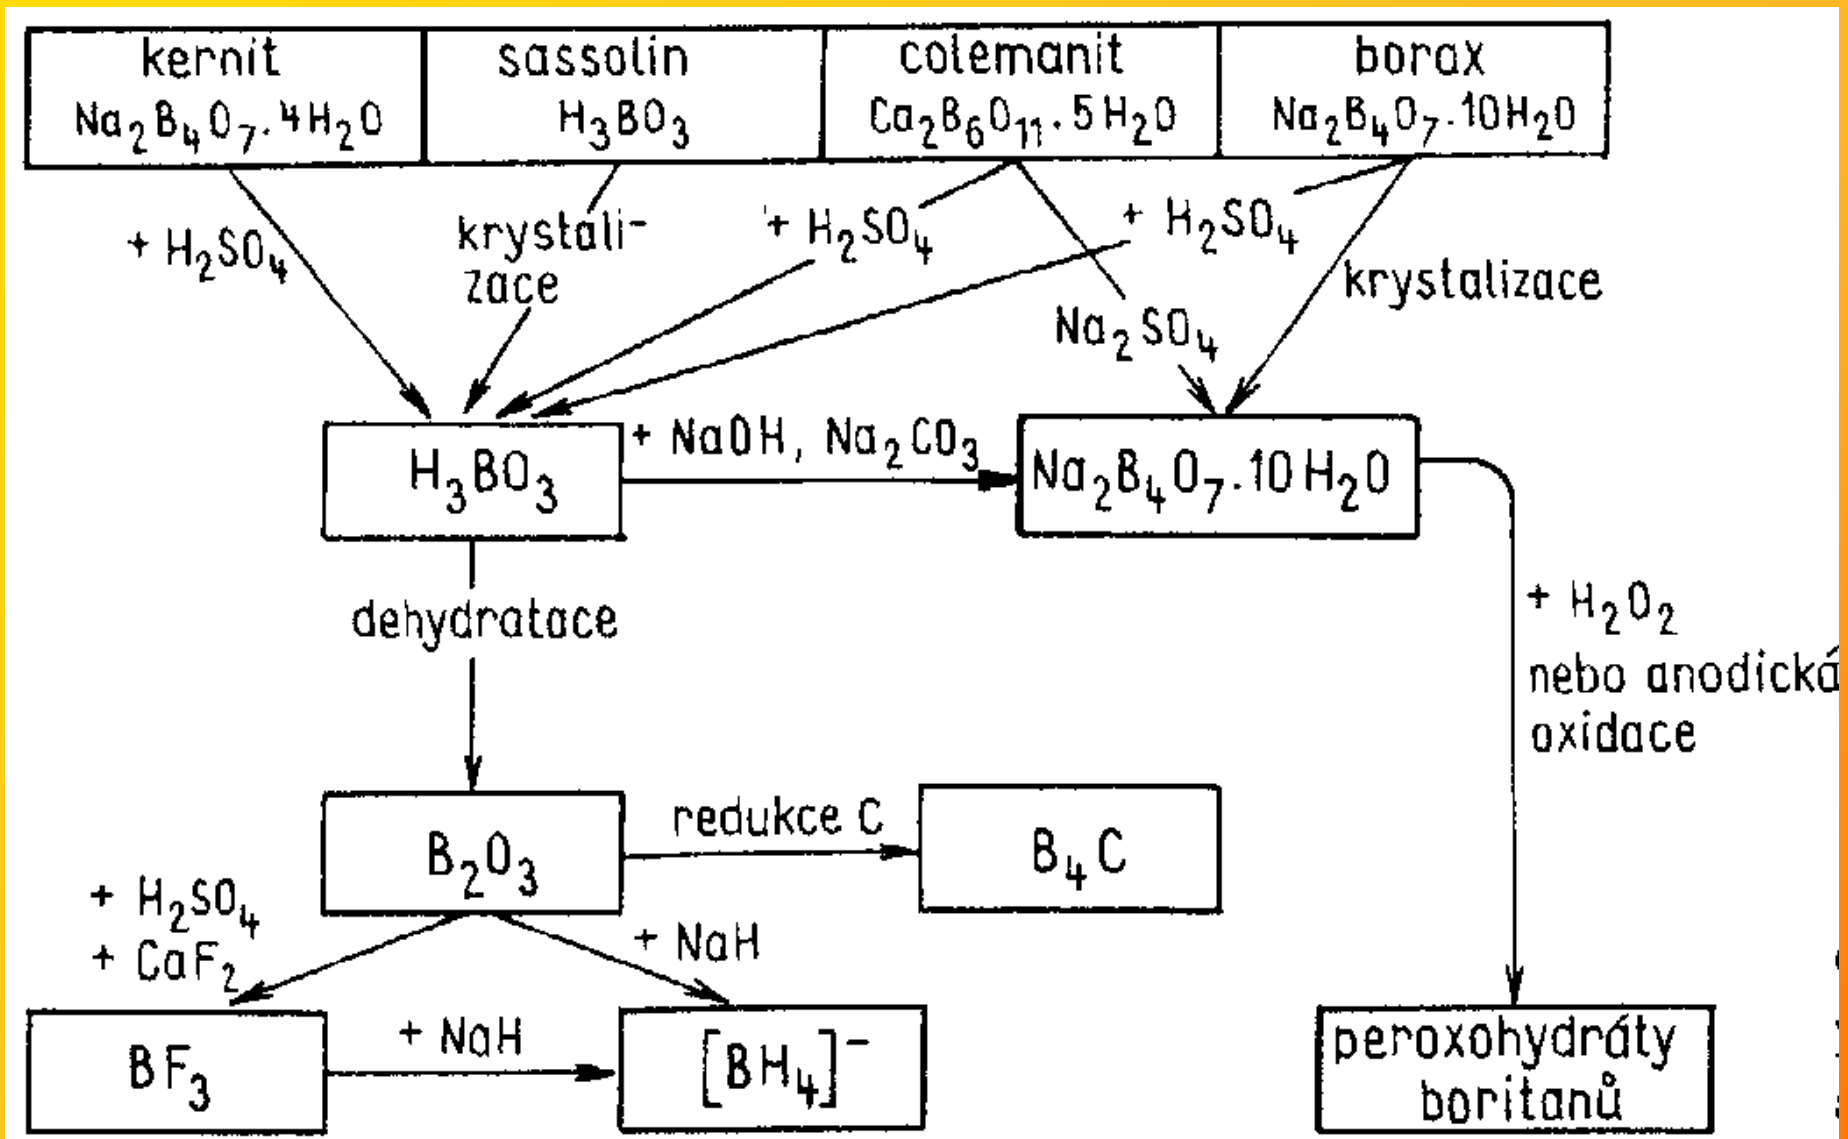 kernit
Na₂B₄O₇.4H₂O
sassolin
H₃BO₃
colemanit
Ca₂B₆O₁₁.5H₂O
borax
Na₂B₄O₇.10H₂O
+ H₂SO₄
krystali-
zace
+ H₂SO₄
+ H₂SO₄
Na₂SO₄
krystalizace
H₃BO₃
+ NaOH, Na₂CO₃
Na₂B₄O₇.10H₂O
dehydratace
+ H₂O₂
nebo anodická
oxidace
B₂O₃
redukce C
B₄C
+ H₂SO₄
+ CaF₂
+ NaH
BF₃
+ NaH
[BH₄]⁻
peroxohydráty
boritanů